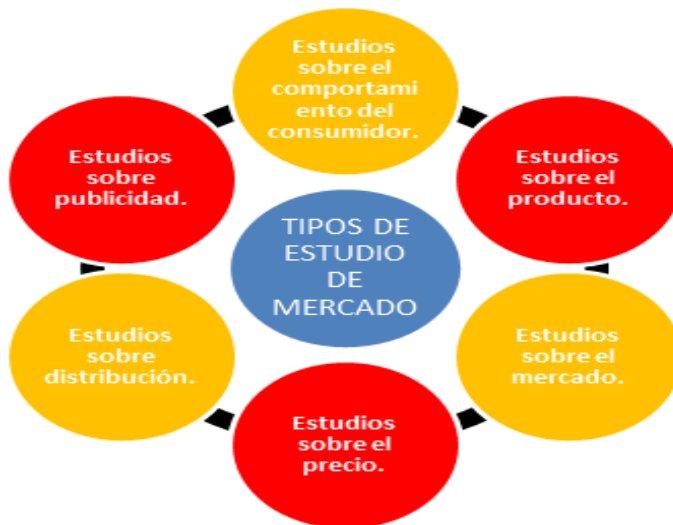 Estudios
sobre el
comportami
ento del
consumidor.
Estudios
sobre el
producto.
Estudios
sobre el
mercado.
Estudios
sobre el
precio.
Estudios
sobre
distribución.
Estudios
sobre
publicidad.
TIPOS DE
ESTUDIO
DE
MERCADO